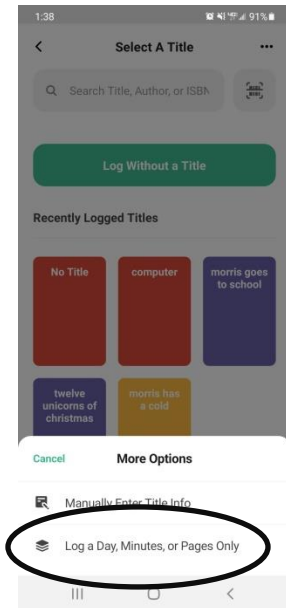 1:38
91%
Select A Title
Search Title, Author, or ISBN
Log Without a Title
Recently Logged Titles
No Title
computer
morris goes
to school
twelve
unicorns of
christmas
morris has
a cold
Cancel
More Options
Manually Enter Title Info
Log a Day, Minutes, or Pages Only